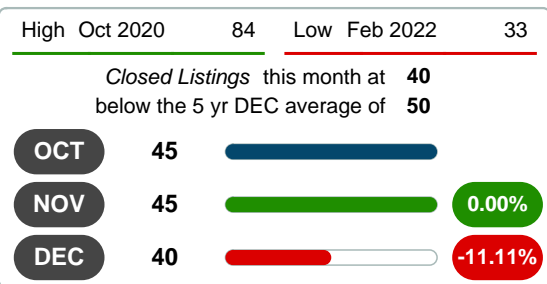 High Oct 2020 84 Low Feb 2022 33
Closed Listings this month at 40
below the 5 yr DEC average of 50
OCT 45
NOV 45 0.00%
DEC 40 -11.11%